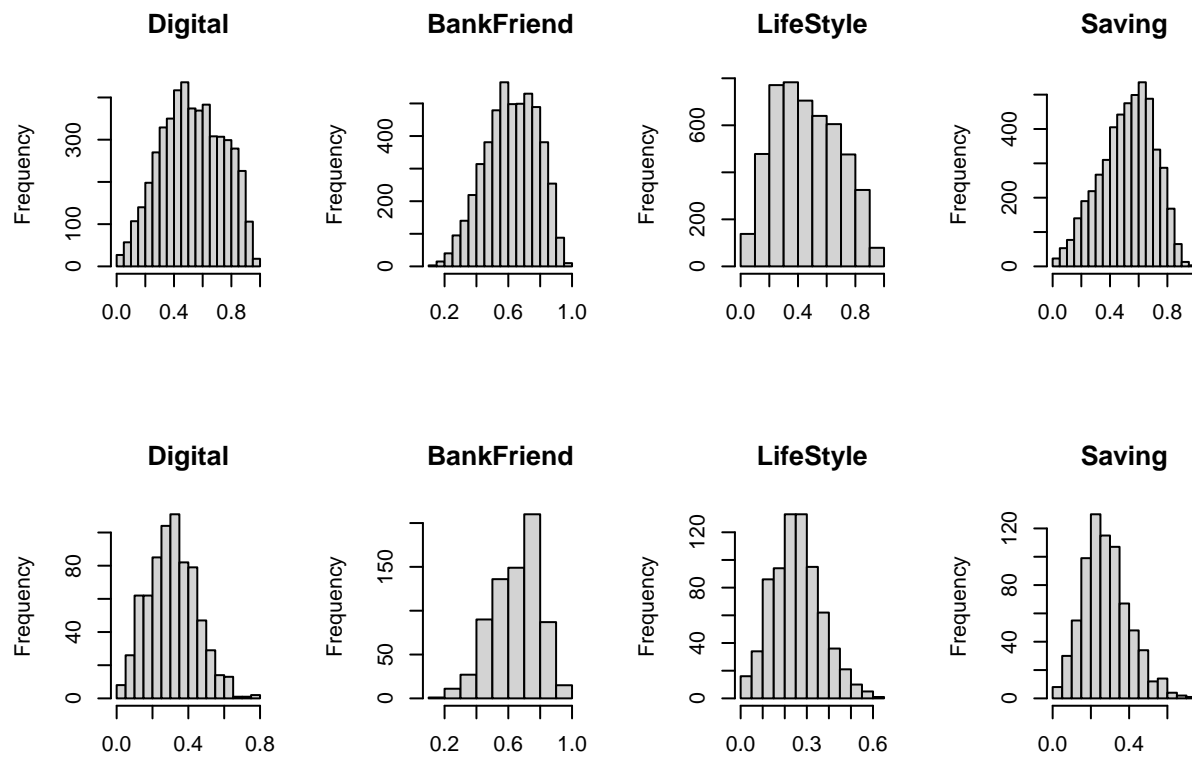 Digital
Frequency
0 100 300
0.0 0.4 0.8
BankFriend
Frequency
0 200 400
0.2 0.6 1.0
LifeStyle
Frequency
0 200 600
0.0 0.4 0.8
Saving
Frequency
0 200 400
0.0 0.4 0.8
Digital
Frequency
0 40 80
0.0 0.4 0.8
BankFriend
Frequency
0 50 150
0.2 0.6 1.0
LifeStyle
Frequency
0 40 80 120
0.0 0.3 0.6
Saving
Frequency
0 40 80 120
0.0 0.4